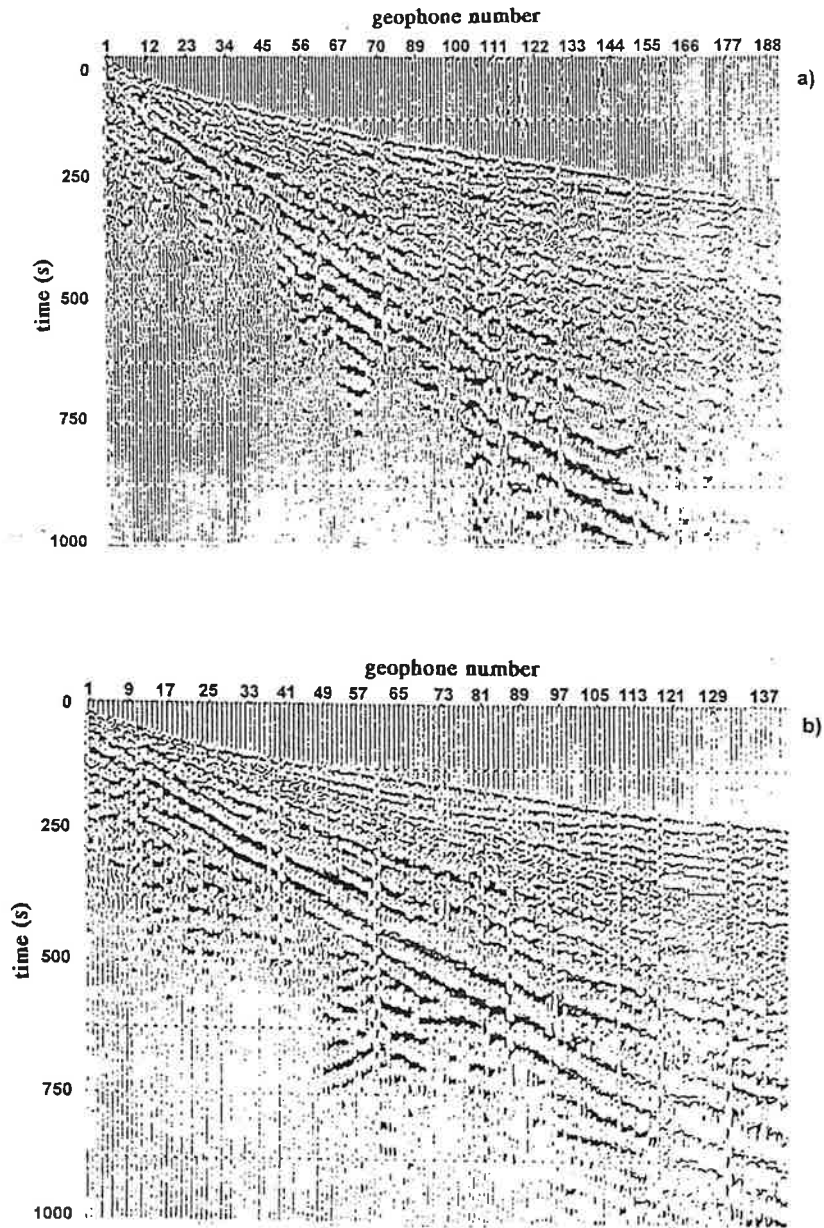 geophone number
1 12 23 34 45 56 67 70 89 100 111 122 133 144 155 166 177 188
a)
0
250
500
750
1000
time (s)
geophone number
1 9 17 25 33 41 49 57 65 73 81 89 97 105 113 121 129 137
b)
0
250
500
750
1000
time (s)